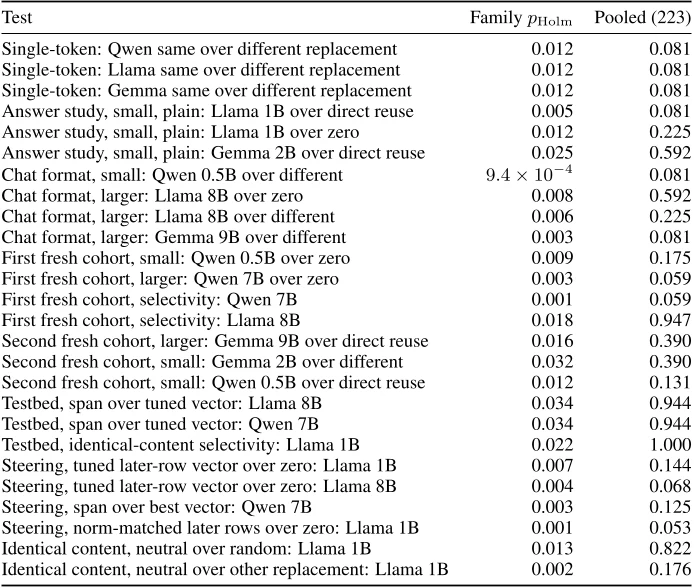 Test Family pHolm Pooled (223)
Single-token: Qwen same over different replacement 0.012 0.081
Single-token: Llama same over different replacement 0.012 0.081
Single-token: Gemma same over different replacement 0.012 0.081
Answer study, small, plain: Llama 1B over direct reuse 0.005 0.081
Answer study, small, plain: Llama 1B over zero 0.012 0.225
Answer study, small, plain: Gemma 2B over direct reuse 0.025 0.592
Chat format, small: Qwen 0.5B over different 9.4 × 10⁻⁴ 0.081
Chat format, larger: Llama 8B over zero 0.008 0.592
Chat format, larger: Llama 8B over different 0.006 0.225
Chat format, larger: Gemma 9B over different 0.003 0.081
First fresh cohort, small: Qwen 0.5B over zero 0.009 0.175
First fresh cohort, larger: Qwen 7B over zero 0.003 0.059
First fresh cohort, selectivity: Qwen 7B 0.001 0.059
First fresh cohort, selectivity: Llama 8B 0.018 0.947
Second fresh cohort, larger: Gemma 9B over direct reuse 0.016 0.390
Second fresh cohort, small: Gemma 2B over different 0.032 0.390
Second fresh cohort, small: Qwen 0.5B over direct reuse 0.012 0.131
Testbed, span over tuned vector: Llama 8B 0.034 0.944
Testbed, span over tuned vector: Qwen 7B 0.034 0.944
Testbed, identical-content selectivity: Llama 1B 0.022 1.000
Steering, tuned later-row vector over zero: Llama 1B 0.007 0.144
Steering, tuned later-row vector over zero: Llama 8B 0.004 0.068
Steering, span over best vector: Qwen 7B 0.003 0.125
Steering, norm-matched later rows over zero: Llama 1B 0.001 0.053
Identical content, neutral over random: Llama 1B 0.013 0.822
Identical content, neutral over other replacement: Llama 1B 0.002 0.176